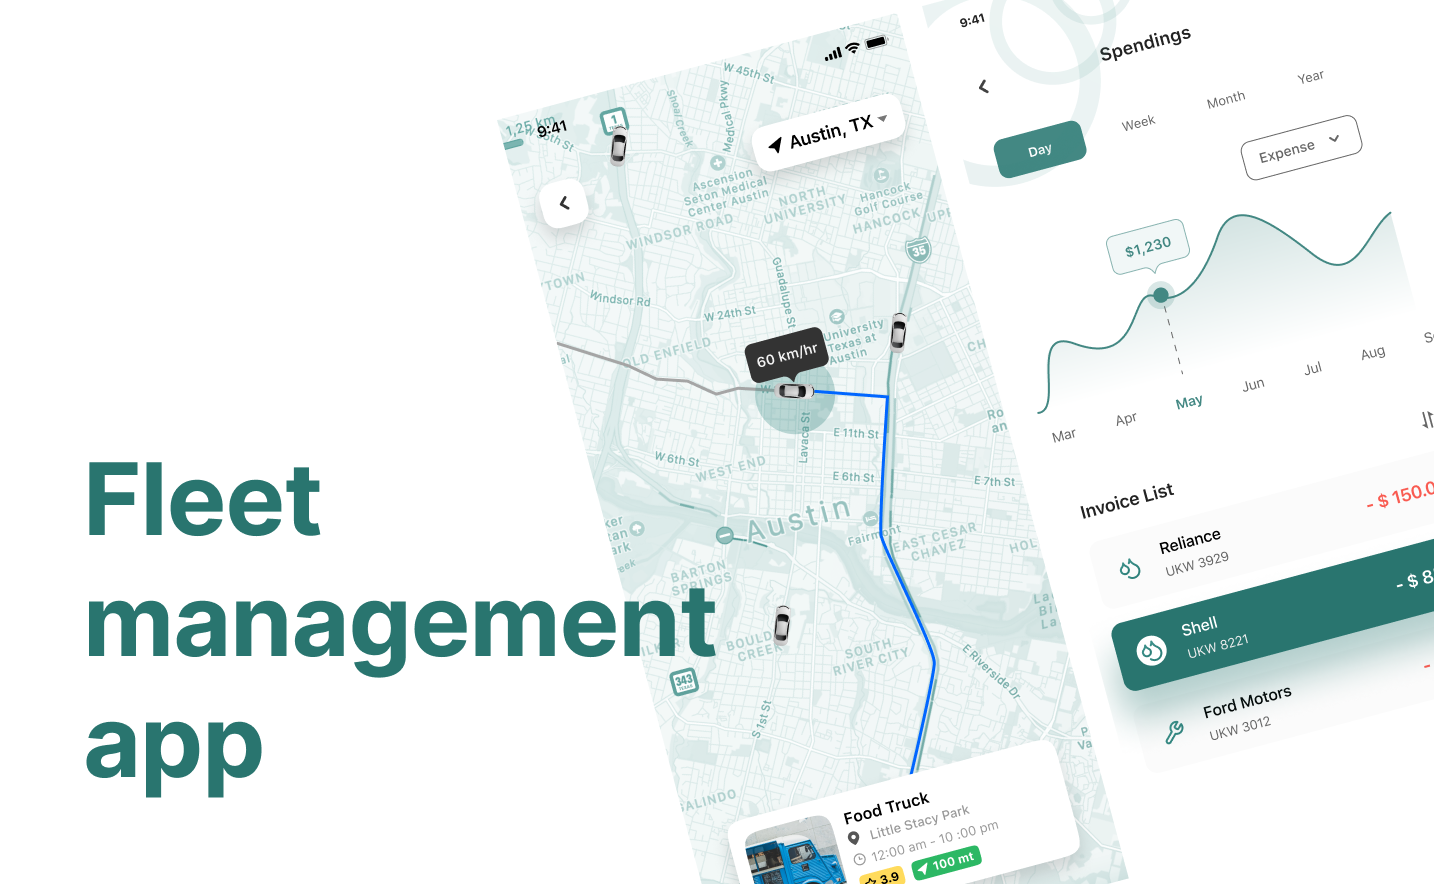 Fleet
management
app
9:41
1,25 km
W 45th St
1
TEXAS
Shoal Creek
Medical Pkwy
Austin, TX
Ascension
Seton Medical
Center Austin
NORTH
UNIVERSITY
Hancock
Golf Course
HANCOCK
WINDSOR ROAD
35
Guadalupe St
Windsor Rd
W 24th St
University
Texas at
Austin
OLD ENFIELD
60 km/hr
Lavaca St
E 11th St
W 6th St
WEST END
E 6th St
E 7th St
Austin
Fairmont
EAST CESAR
CHAVEZ
BARTON
SPRINGS
BOULD
CREEK
SOUTH
RIVER CITY
E Riverside Dr
343
TEXAS
S 1st St
GALINDO
Food Truck
Little Stacy Park
12:00 am - 10 :00 pm
3.9
100 mt
9:41
Spendings
Day
Week
Month
Year
Expense
$1,230
Mar
Apr
May
Jun
Jul
Aug
Invoice List
Reliance
- $ 150.0
UKW 3929
Shell
- $ 8
UKW 8221
Ford Motors
-
UKW 3012